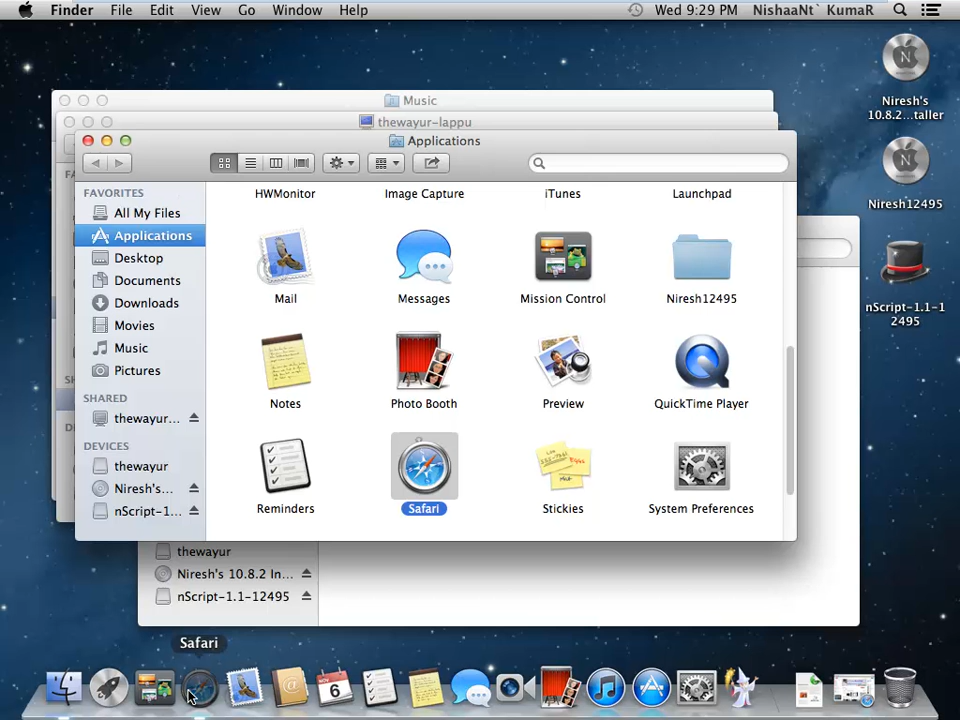 Finder File Edit View Go Window Help
Wed 9:29 PM NishaaNt` KumaR
Niresh's
10.8.2...taller
Niresh12495
nScript-1.1-1
2495
Music
thewayur-lappu
Applications
FAVORITES
All My Files
Applications
Desktop
Documents
Downloads
Movies
Music
Pictures
SHARED
thewayur...
DEVICES
thewayur
Niresh's...
nScript-1...
HWMonitor Image Capture iTunes Launchpad
Mail Messages Mission Control Niresh12495
Notes Photo Booth Preview QuickTime Player
Reminders Safari Stickies System Preferences
thewayur
Niresh's 10.8.2 In...
nScript-1.1-12495
Safari
NOV
6